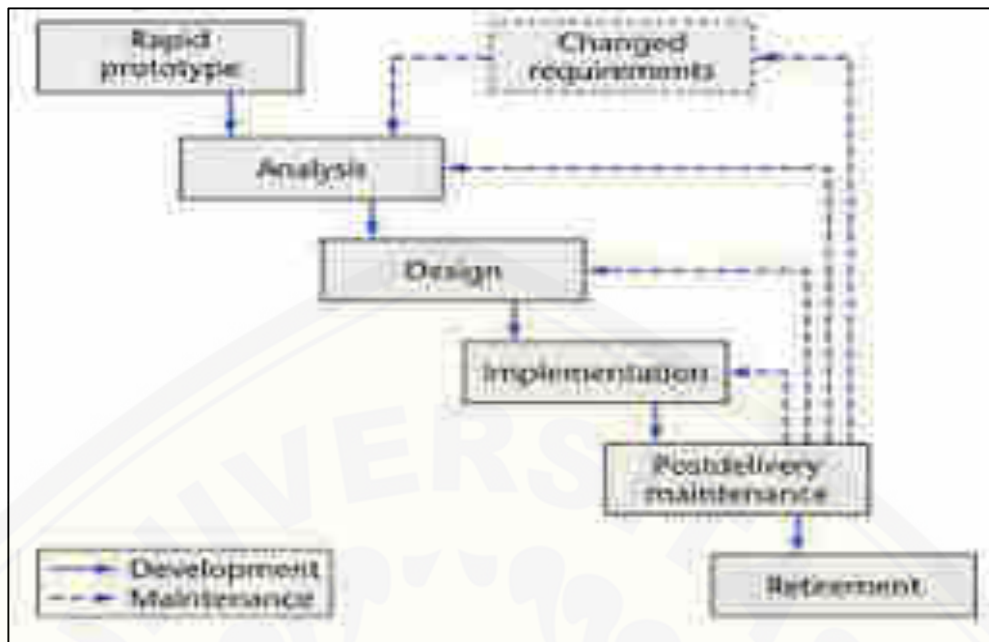 Rapid
prototype
Changed
requirements
Analysis
Design
Implementation
Postdelivery
maintenance
Retirement
Development
Maintenance